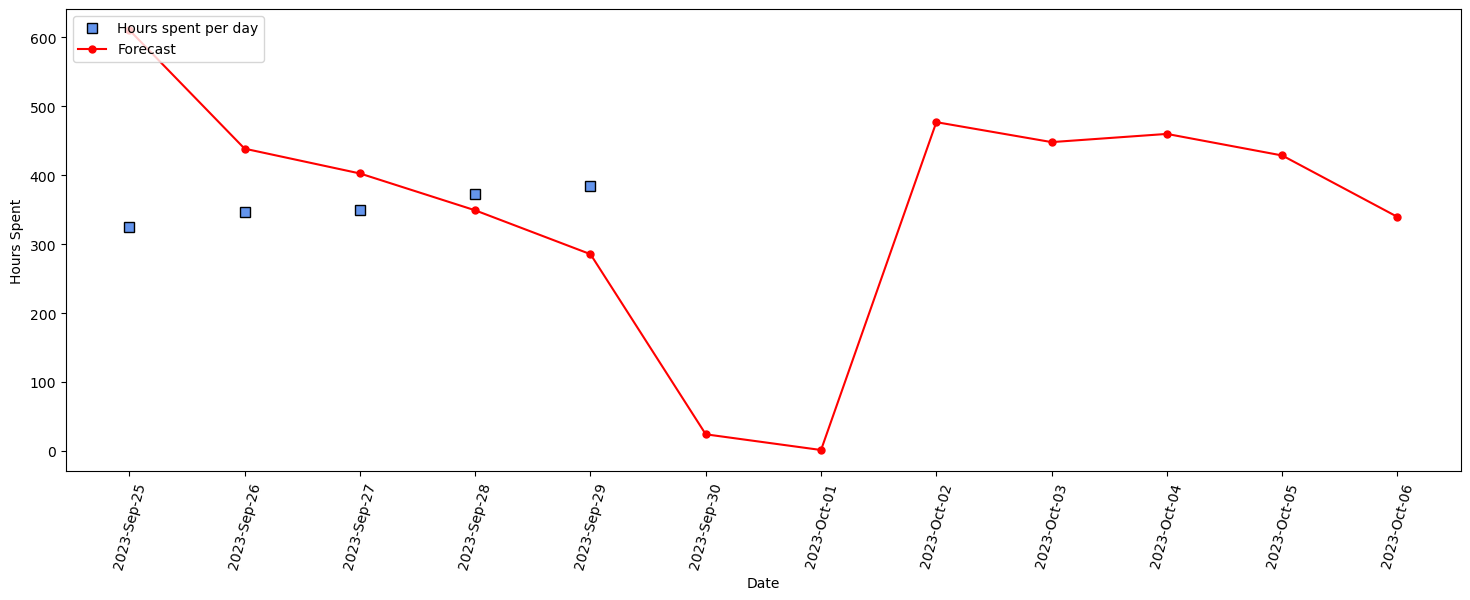 Hours spent per day
Forecast
600
500
400
300
200
100
0
Hours Spent
2023-Sep-25
2023-Sep-26
2023-Sep-27
2023-Sep-28
2023-Sep-29
2023-Sep-30
2023-Oct-01
2023-Oct-02
2023-Oct-03
2023-Oct-04
2023-Oct-05
2023-Oct-06
Date